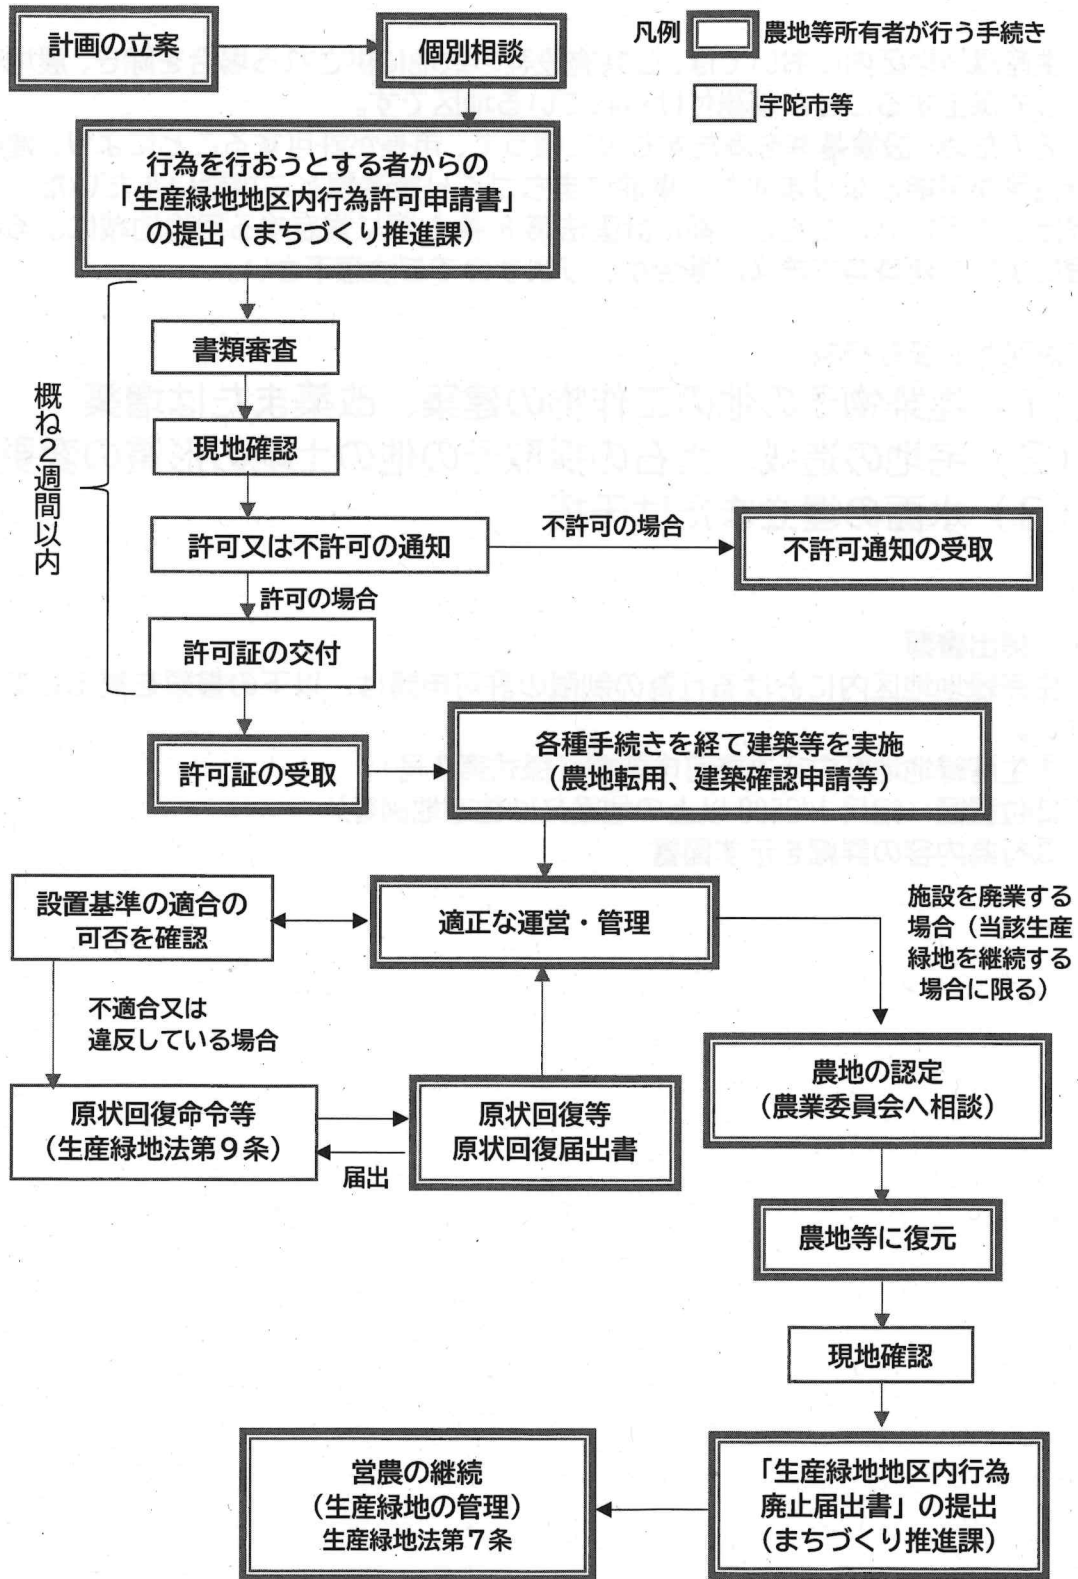 計画の立案
個別相談
凡例
農地等所有者が行う手続き
宇陀市等
行為を行おうとする者からの
「生産緑地地区内行為許可申請書」
の提出（まちづくり推進課）
概ね2週間以内
書類審査
現地確認
許可又は不許可の通知
不許可の場合
不許可通知の受取
許可の場合
許可証の交付
許可証の受取
各種手続きを経て建築等を実施
（農地転用、建築確認申請等）
設置基準の適合の
可否を確認
適正な運営・管理
施設を廃業する
場合（当該生産
緑地を継続する
場合に限る）
不適合又は
違反している場合
原状回復命令等
（生産緑地法第９条）
届出
原状回復等
原状回復届出書
農地の認定
（農業委員会へ相談）
農地等に復元
現地確認
「生産緑地地区内行為
廃止届出書」の提出
（まちづくり推進課）
営農の継続
（生産緑地の管理）
生産緑地法第７条